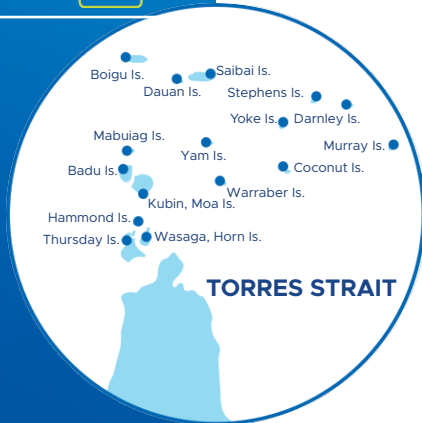 Boigu Is.
Saibai Is.
Dauan Is.
Stephens Is.
Yoke Is.
Darnley Is.
Mabuiag Is.
Yam Is.
Murray Is.
Badu Is.
Coconut Is.
Warraber Is.
Kubin, Moa Is.
Hammond Is.
Thursday Is.
Wasaga, Horn Is.
TORRES STRAIT